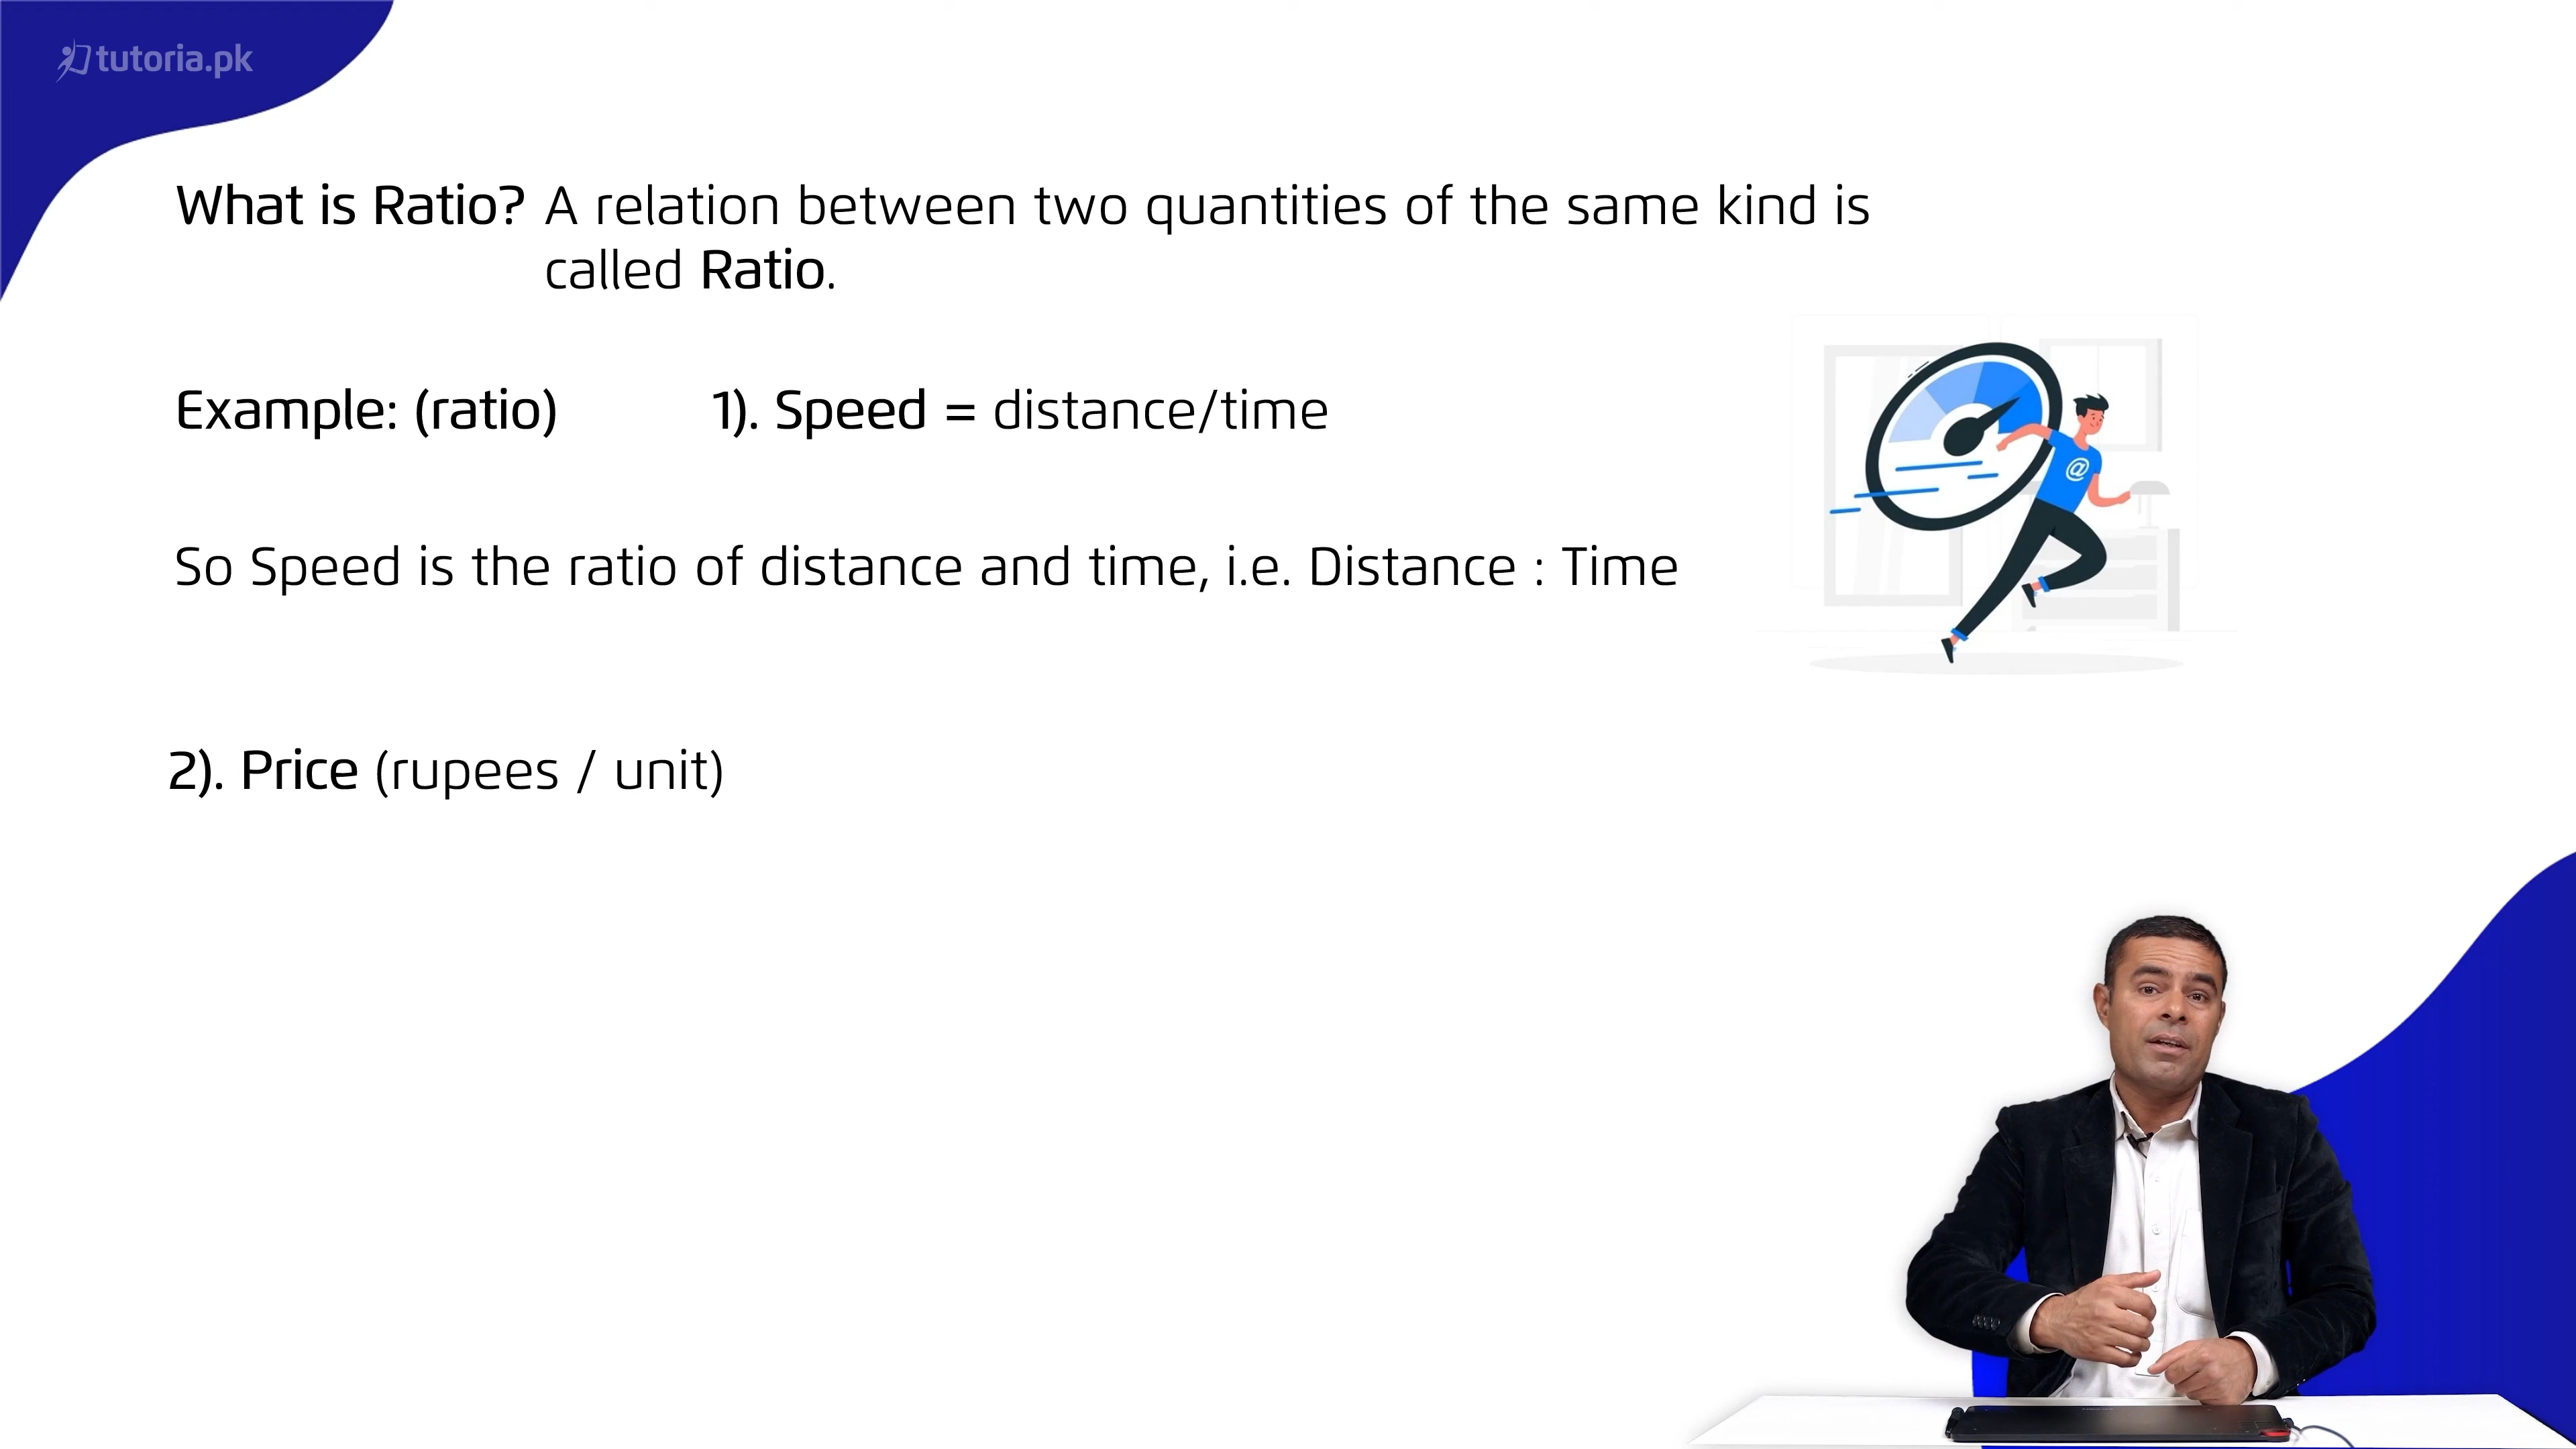 tutoria.pk
What is Ratio? A relation between two quantities of the same kind is
called Ratio.
Example: (ratio) 1). Speed = distance/time
@
So Speed is the ratio of distance and time, i.e. Distance : Time
2). Price (rupees / unit)